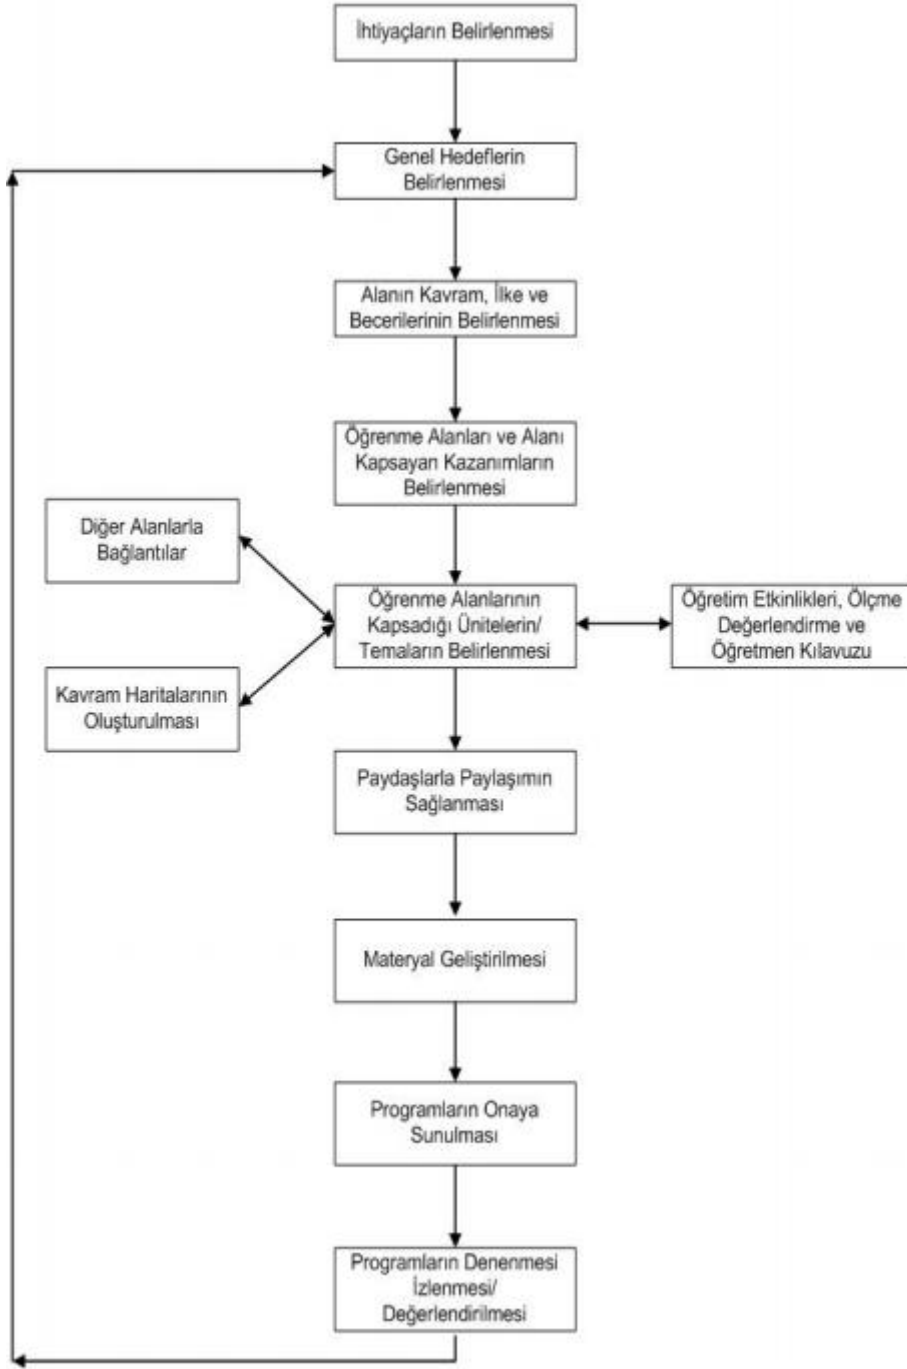 İhtiyaçların Belirlenmesi
Genel Hedeflerin
Belirlenmesi
Alanın Kavram, İlke ve
Becerilerinin Belirlenmesi
Öğrenme Alanları ve Alanı
Kapsayan Kazanımların
Belirlenmesi
Diğer Alanlarla
Bağlantılar
Öğrenme Alanlarının
Kapsadığı Ünitelerin/
Temaların Belirlenmesi
Öğretim Etkinlikleri, Ölçme
Değerlendirme ve
Öğretmen Kılavuzu
Kavram Haritalarının
Oluşturulması
Paydaşlarla Paylaşımın
Sağlanması
Materyal Geliştirilmesi
Programların Onaya
Sunulması
Programların Denenmesi
İzlenmesi/
Değerlendirilmesi